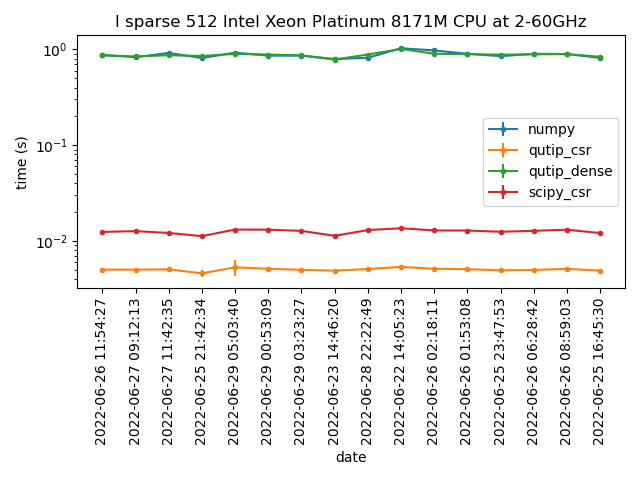 I sparse 512 Intel Xeon Platinum 8171M CPU at 2-60GHz
time (s)
10⁰
10⁻¹
10⁻²
numpy
qutip_csr
qutip_dense
scipy_csr
2022-06-26 11:54:27
2022-06-27 09:12:13
2022-06-27 11:42:35
2022-06-25 21:42:34
2022-06-29 05:03:40
2022-06-29 00:53:09
2022-06-29 03:23:27
2022-06-23 14:46:20
2022-06-28 22:22:49
2022-06-22 14:05:23
2022-06-26 02:18:11
2022-06-26 01:53:08
2022-06-25 23:47:53
2022-06-26 06:28:42
2022-06-26 08:59:03
2022-06-25 16:45:30
date